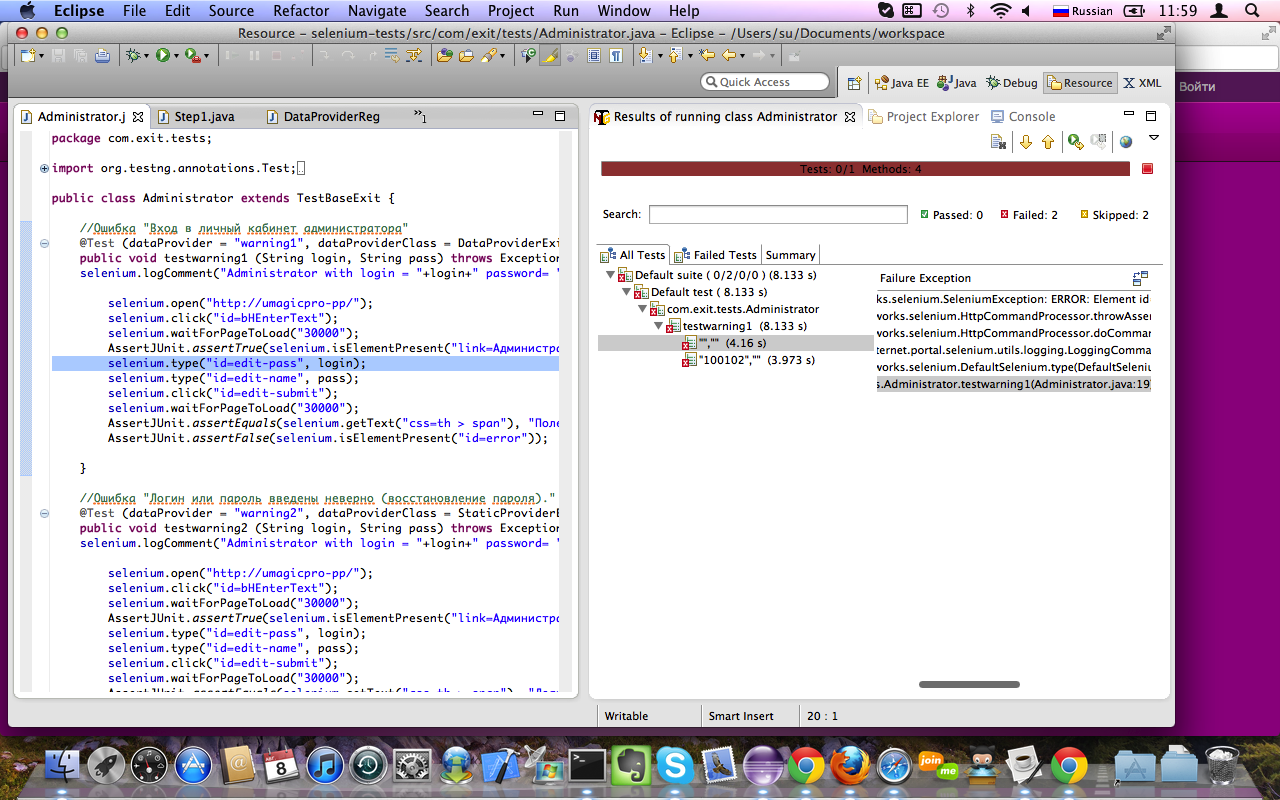 Eclipse File Edit Source Refactor Navigate Search Project Run Window Help Russian 11:59
Resource – selenium-tests/src/com/exit/tests/Administrator.java – Eclipse – /Users/su/Documents/workspace
Quick Access Java EE Java Debug Resource XML
Войти
Administrator.j Step1.java DataProviderReg »1
package com.exit.tests;
import org.testng.annotations.Test;
public class Administrator extends TestBaseExit {
//Ошибка "Вход в личный кабинет администратора"
@Test (dataProvider = "warning1", dataProviderClass = DataProviderExi
public void testwarning1 (String login, String pass) throws Exception
selenium.logComment("Administrator with login = "+login+" password= "
selenium.open("http://umagicpro-pp/");
selenium.click("id=bHEnterText");
selenium.waitForPageToLoad("30000");
AssertJUnit.assertTrue(selenium.isElementPresent("link=Администра
selenium.type("id=edit-pass", login);
selenium.type("id=edit-name", pass);
selenium.click("id=edit-submit");
selenium.waitForPageToLoad("30000");
AssertJUnit.assertEquals(selenium.getText("css=th > span"), "Поле
AssertJUnit.assertFalse(selenium.isElementPresent("id=error"));
}
//Ошибка "Логин или пароль введены неверно (восстановление пароля)."
@Test (dataProvider = "warning2", dataProviderClass = StaticProviderE
public void testwarning2 (String login, String pass) throws Exception
selenium.logComment("Administrator with login = "+login+" password= "
selenium.open("http://umagicpro-pp/");
selenium.click("id=bHEnterText");
selenium.waitForPageToLoad("30000");
AssertJUnit.assertTrue(selenium.isElementPresent("link=Администра
selenium.type("id=edit-pass", login);
selenium.type("id=edit-name", pass);
selenium.click("id=edit-submit");
selenium.waitForPageToLoad("30000");
Results of running class Administrator Project Explorer Console
Tests: 0/1 Methods: 4
Search: Passed: 0 Failed: 2 Skipped: 2
All Tests Failed Tests Summary
Default suite ( 0/2/0/0 ) (8.133 s)
Default test ( 8.133 s)
com.exit.tests.Administrator
testwarning1 (8.133 s)
"","" (4.16 s)
"100102","" (3.973 s)
Failure Exception
ks.selenium.SeleniumException: ERROR: Element id
works.selenium.HttpCommandProcessor.throwAsser
works.selenium.HttpCommandProcessor.doComma
ternet.portal.selenium.utils.logging.LoggingComma
works.selenium.DefaultSelenium.type(DefaultSeleniu
s.Administrator.testwarning1(Administrator.java:19)
Writable Smart Insert 20 : 1
8
join me